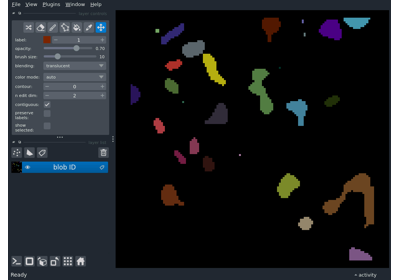 File View Plugins Window Help
label: 1
opacity: 0.70
brush size: 10
blending: translucent
color mode: auto
contour: 0
n edit dim: 2
contiguous:
preserve labels:
show selected:
blob ID
Ready
activity